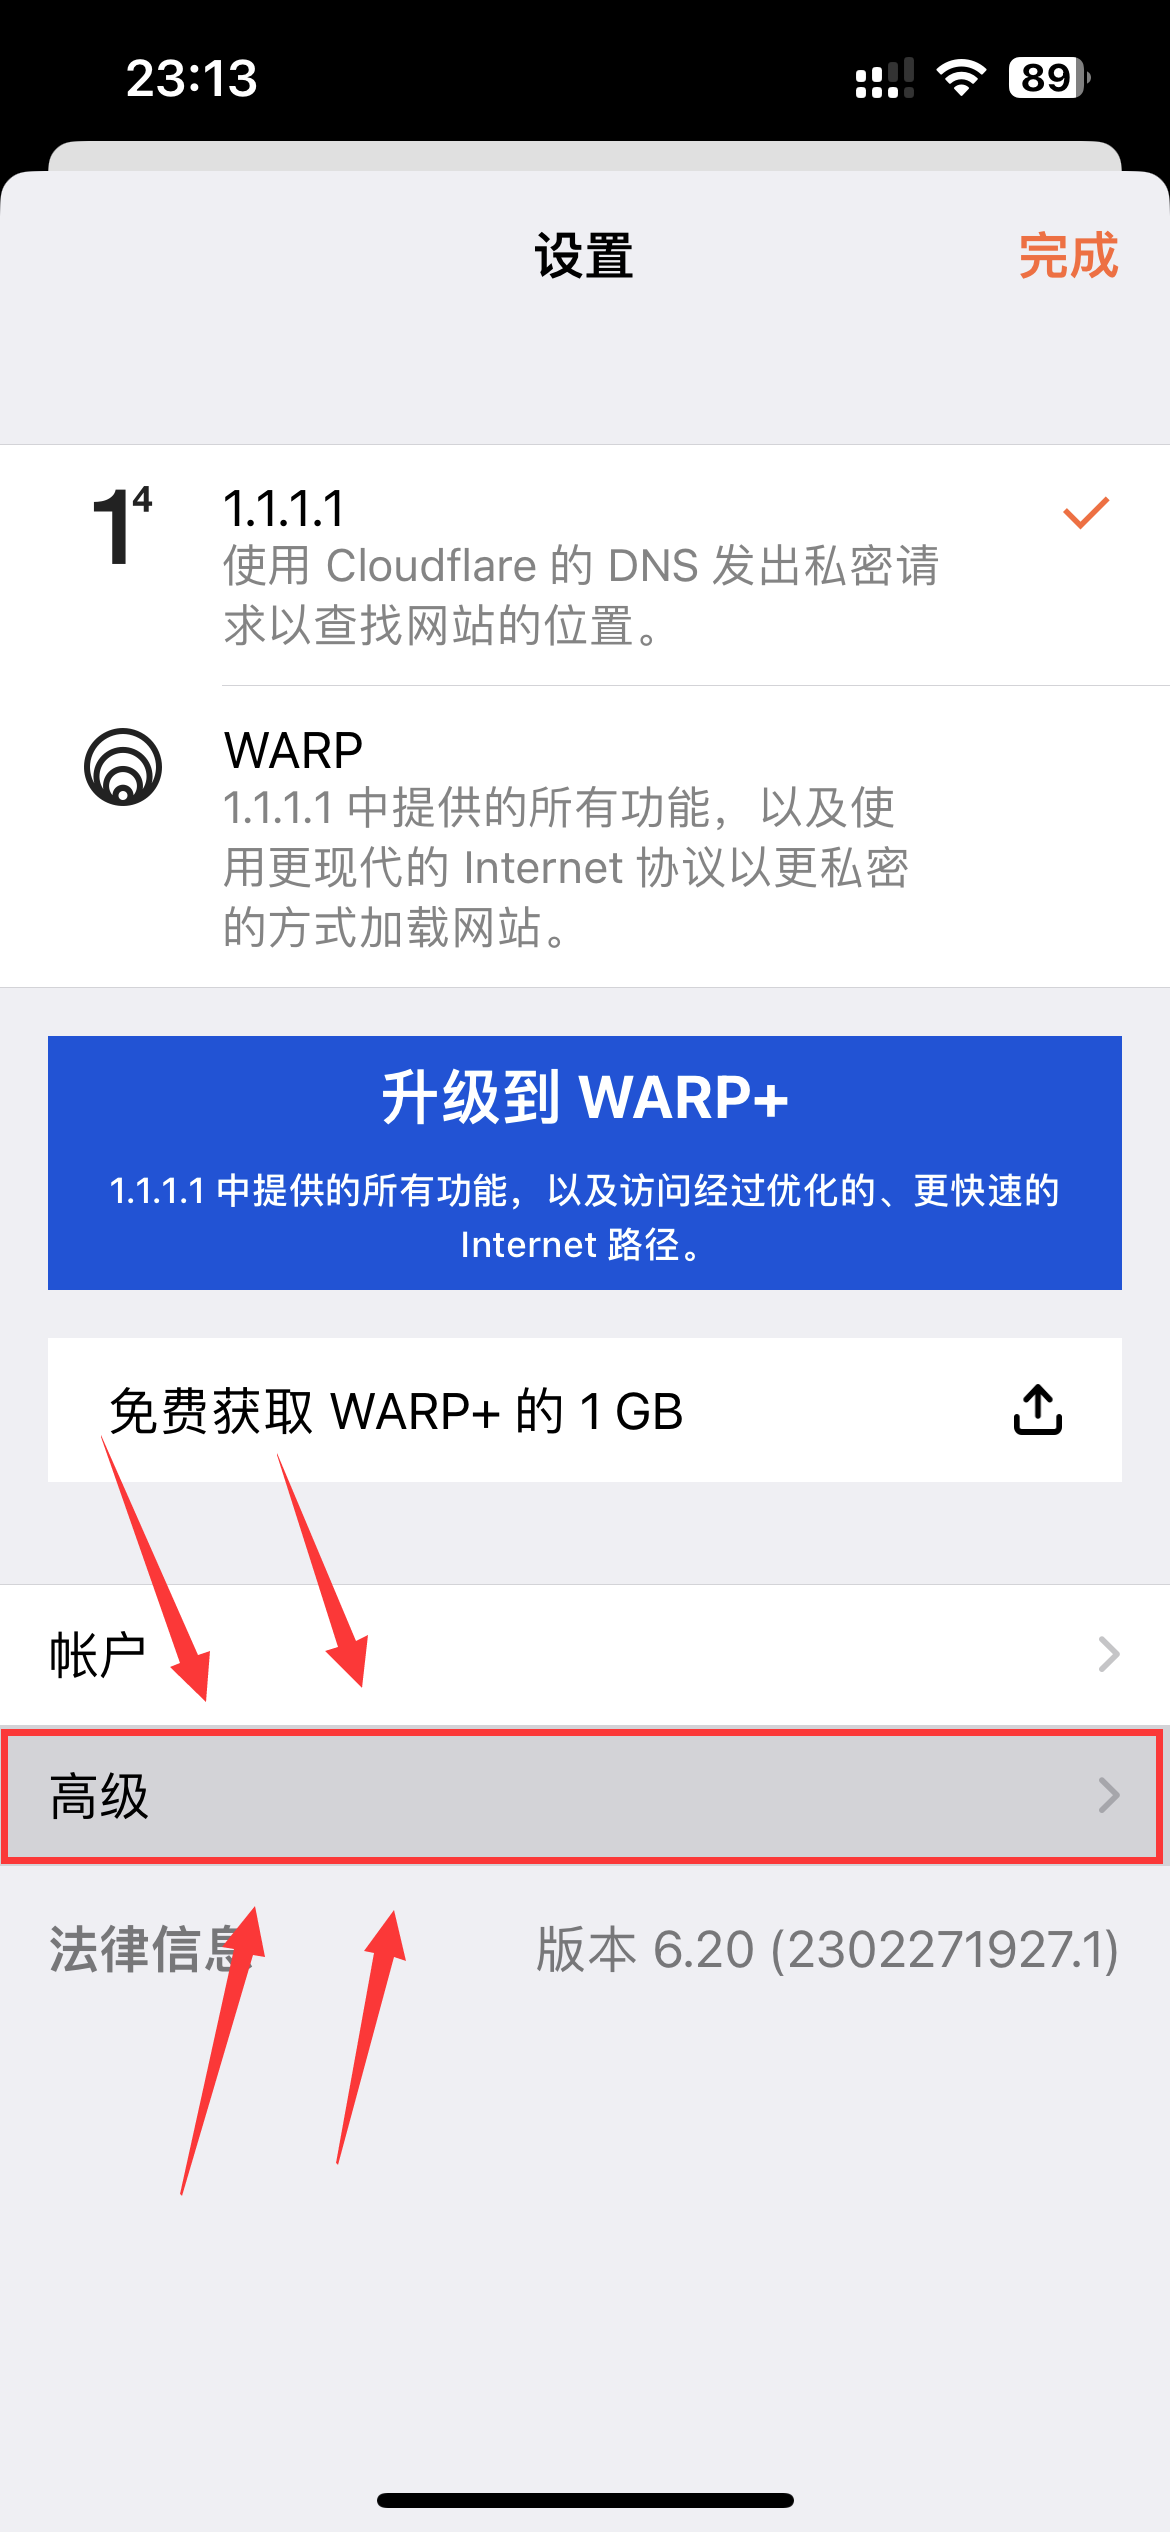 23:13
89
设置
完成
1⁴
1.1.1.1
使用 Cloudflare 的 DNS 发出私密请
求以查找网站的位置。
WARP
1.1.1.1 中提供的所有功能，以及使
用更现代的 Internet 协议以更私密
的方式加载网站。
升级到 WARP+
1.1.1.1 中提供的所有功能，以及访问经过优化的、更快速的
Internet 路径。
免费获取 WARP+ 的 1 GB
帐户
高级
法律信息
版本 6.20 (2302271927.1)